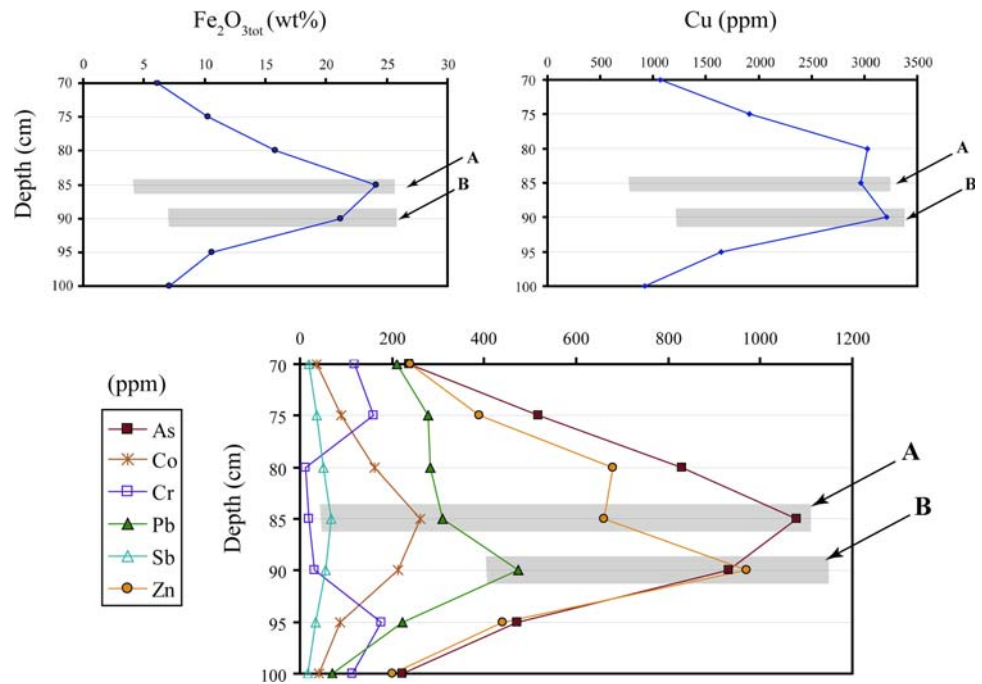 Fe2O3tot (wt%)
0 5 10 15 20 25 30
70
75
80
85
90
95
100
Depth (cm)
A
B
Cu (ppm)
0 500 1000 1500 2000 2500 3000 3500
70
75
80
85
90
95
100
Depth (cm)
A
B
0 200 400 600 800 1000 1200
70
75
80
85
90
95
100
Depth (cm)
A
B
(ppm)
As
Co
Cr
Pb
Sb
Zn